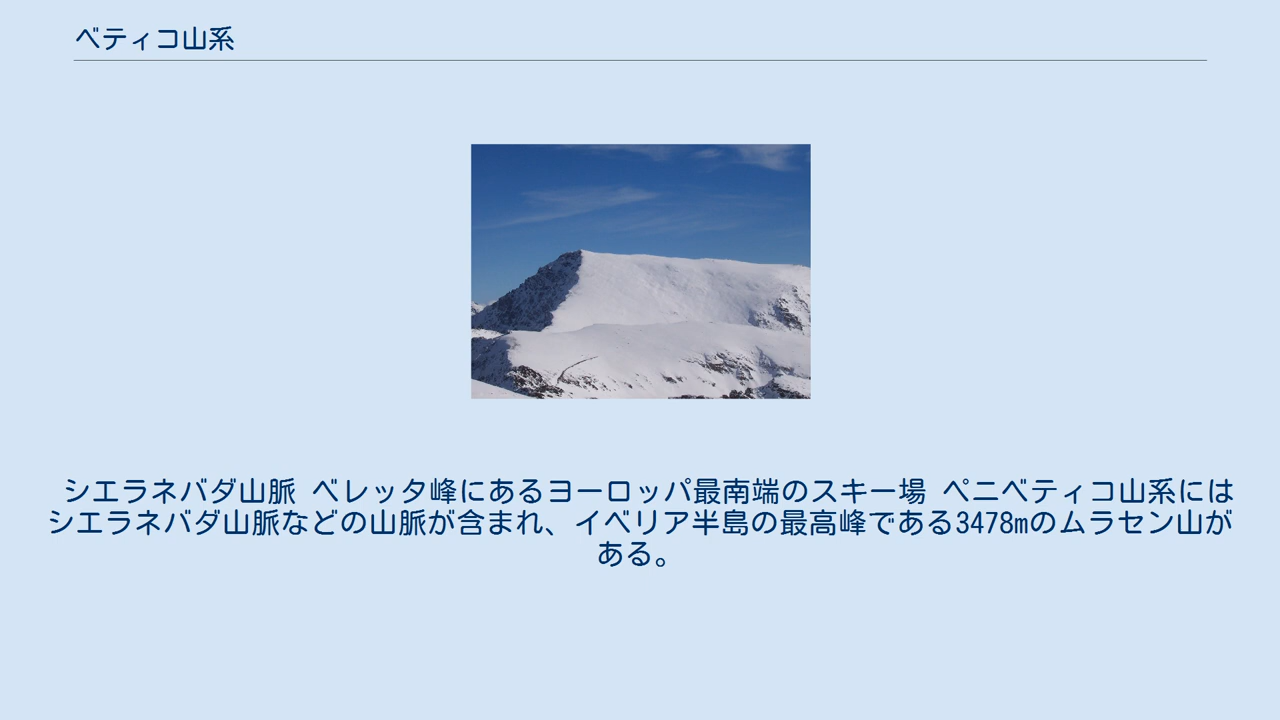 ベティコ山系
シエラネバダ山脈 ベレッタ峰にあるヨーロッパ最南端のスキー場 ペニベティコ山系には
シエラネバダ山脈などの山脈が含まれ、イベリア半島の最高峰である3478mのムラセン山が
ある。